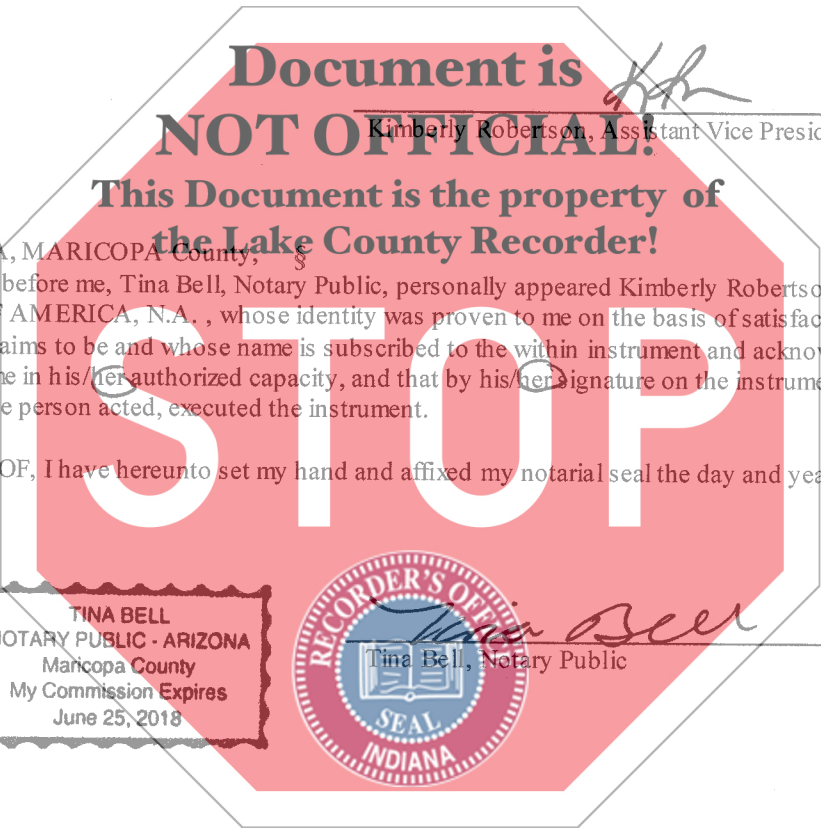 Document is
NOT OFFICIAL!
Kimberly Robertson, Assistant Vice Presid
This Document is the property of
the Lake County Recorder!
A, MARICOPA County, §
before me, Tina Bell, Notary Public, personally appeared Kimberly Robertso
F AMERICA, N.A. , whose identity was proven to me on the basis of satisfac
aims to be and whose name is subscribed to the within instrument and acknow
ne in his/her authorized capacity, and that by his/her signature on the instrume
e person acted, executed the instrument.
STOP
OF, I have hereunto set my hand and affixed my notarial seal the day and yea
TINA BELL
NOTARY PUBLIC - ARIZONA
Maricopa County
My Commission Expires
June 25, 2018
RECORDER'S OFFICE
SEAL
INDIANA
Tina Bell
Tina Bell, Notary Public